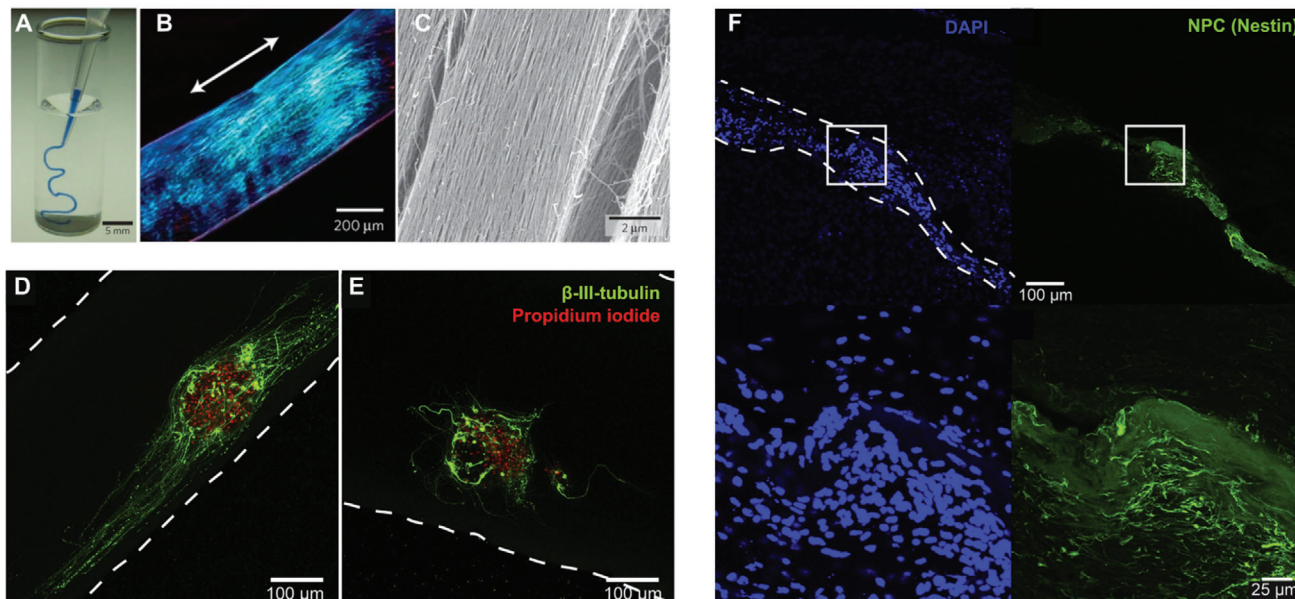 A
5 mm
B
200 μm
C
2 μm
D
100 μm
E
β-III-tubulin
Propidium iodide
100 μm
F
DAPI
NPC (Nestin)
100 μm
25 μm